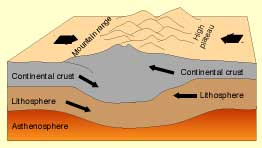 Mountain range
High
plateau
Continental crust
Continental crust
Lithosphere
Lithosphere
Asthenosphere